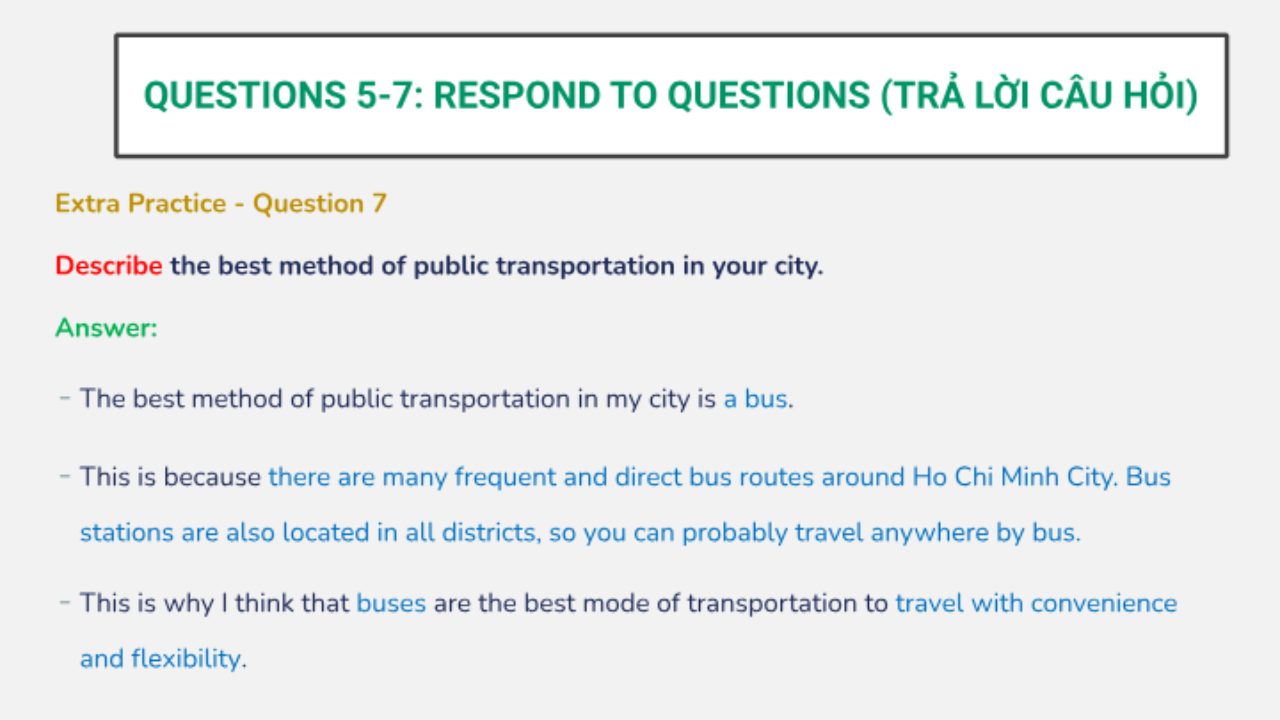 QUESTIONS 5-7: RESPOND TO QUESTIONS (TRẢ LỜI CÂU HỎI)
Extra Practice - Question 7
Describe the best method of public transportation in your city.
Answer:
- The best method of public transportation in my city is a bus.
- This is because there are many frequent and direct bus routes around Ho Chi Minh City. Bus
stations are also located in all districts, so you can probably travel anywhere by bus.
- This is why I think that buses are the best mode of transportation to travel with convenience
and flexibility.